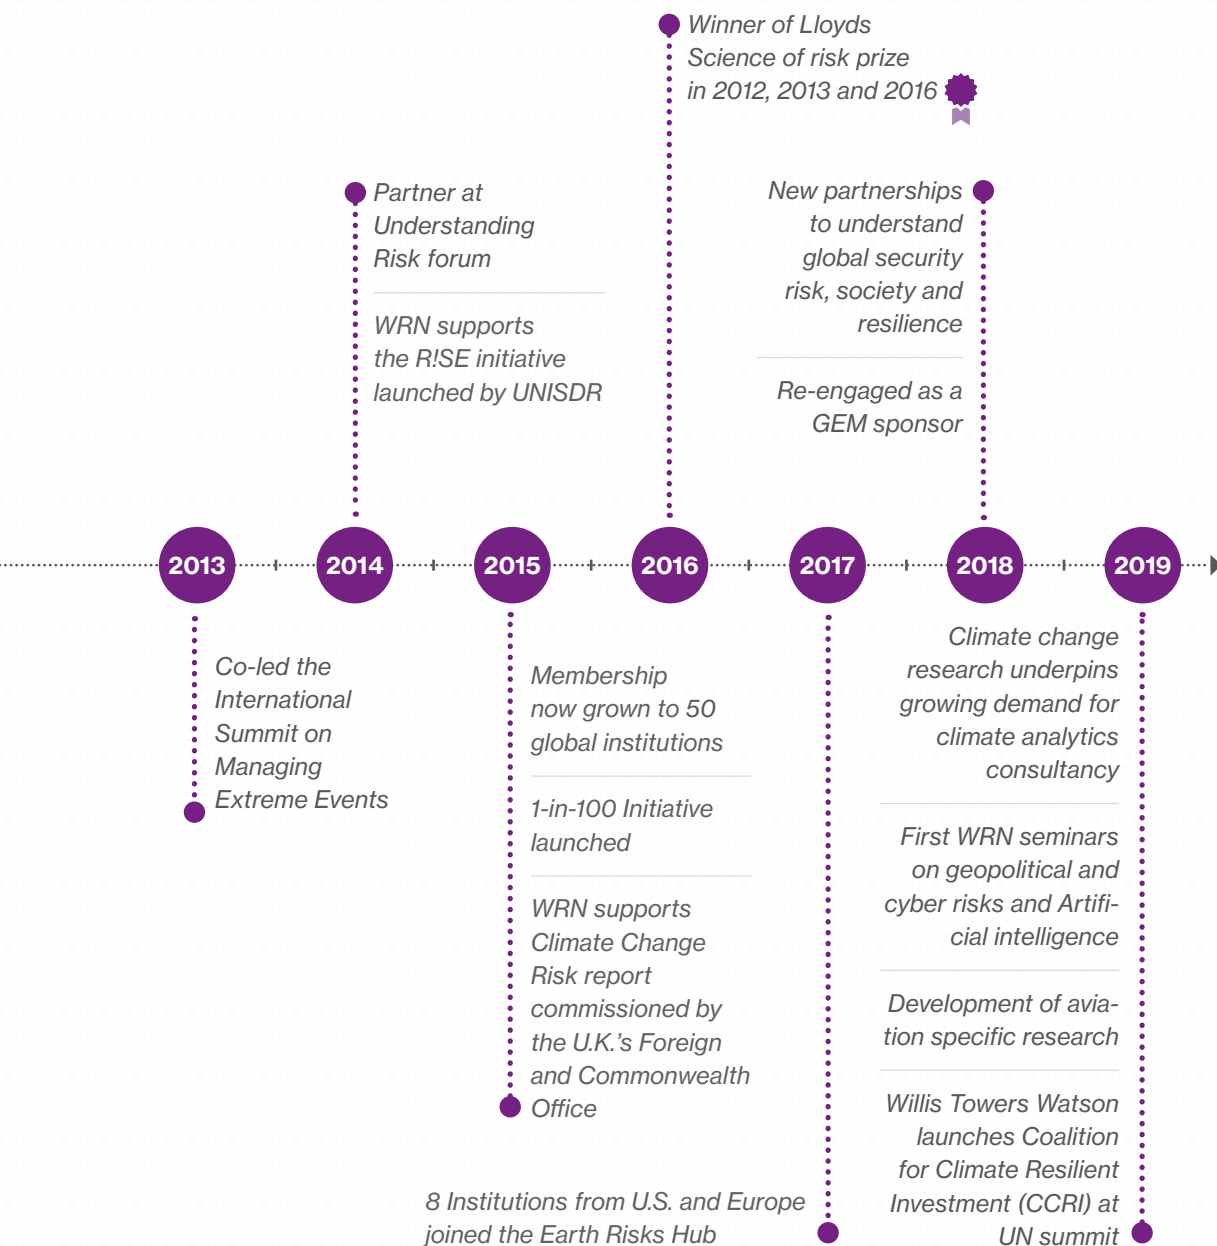 Winner of Lloyds
Science of risk prize
in 2012, 2013 and 2016
Partner at
Understanding
Risk forum
WRN supports
the R!SE initiative
launched by UNISDR
New partnerships
to understand
global security
risk, society and
resilience
Re-engaged as a
GEM sponsor
2013
2014
2015
2016
2017
2018
2019
Co-led the
International
Summit on
Managing
Extreme Events
Membership
now grown to 50
global institutions
1-in-100 Initiative
launched
WRN supports
Climate Change
Risk report
commissioned by
the U.K.’s Foreign
and Commonwealth
Office
8 Institutions from U.S. and Europe
joined the Earth Risks Hub
Climate change
research underpins
growing demand for
climate analytics
consultancy
First WRN seminars
on geopolitical and
cyber risks and Artifi-
cial intelligence
Development of avia-
tion specific research
Willis Towers Watson
launches Coalition
for Climate Resilient
Investment (CCRI) at
UN summit